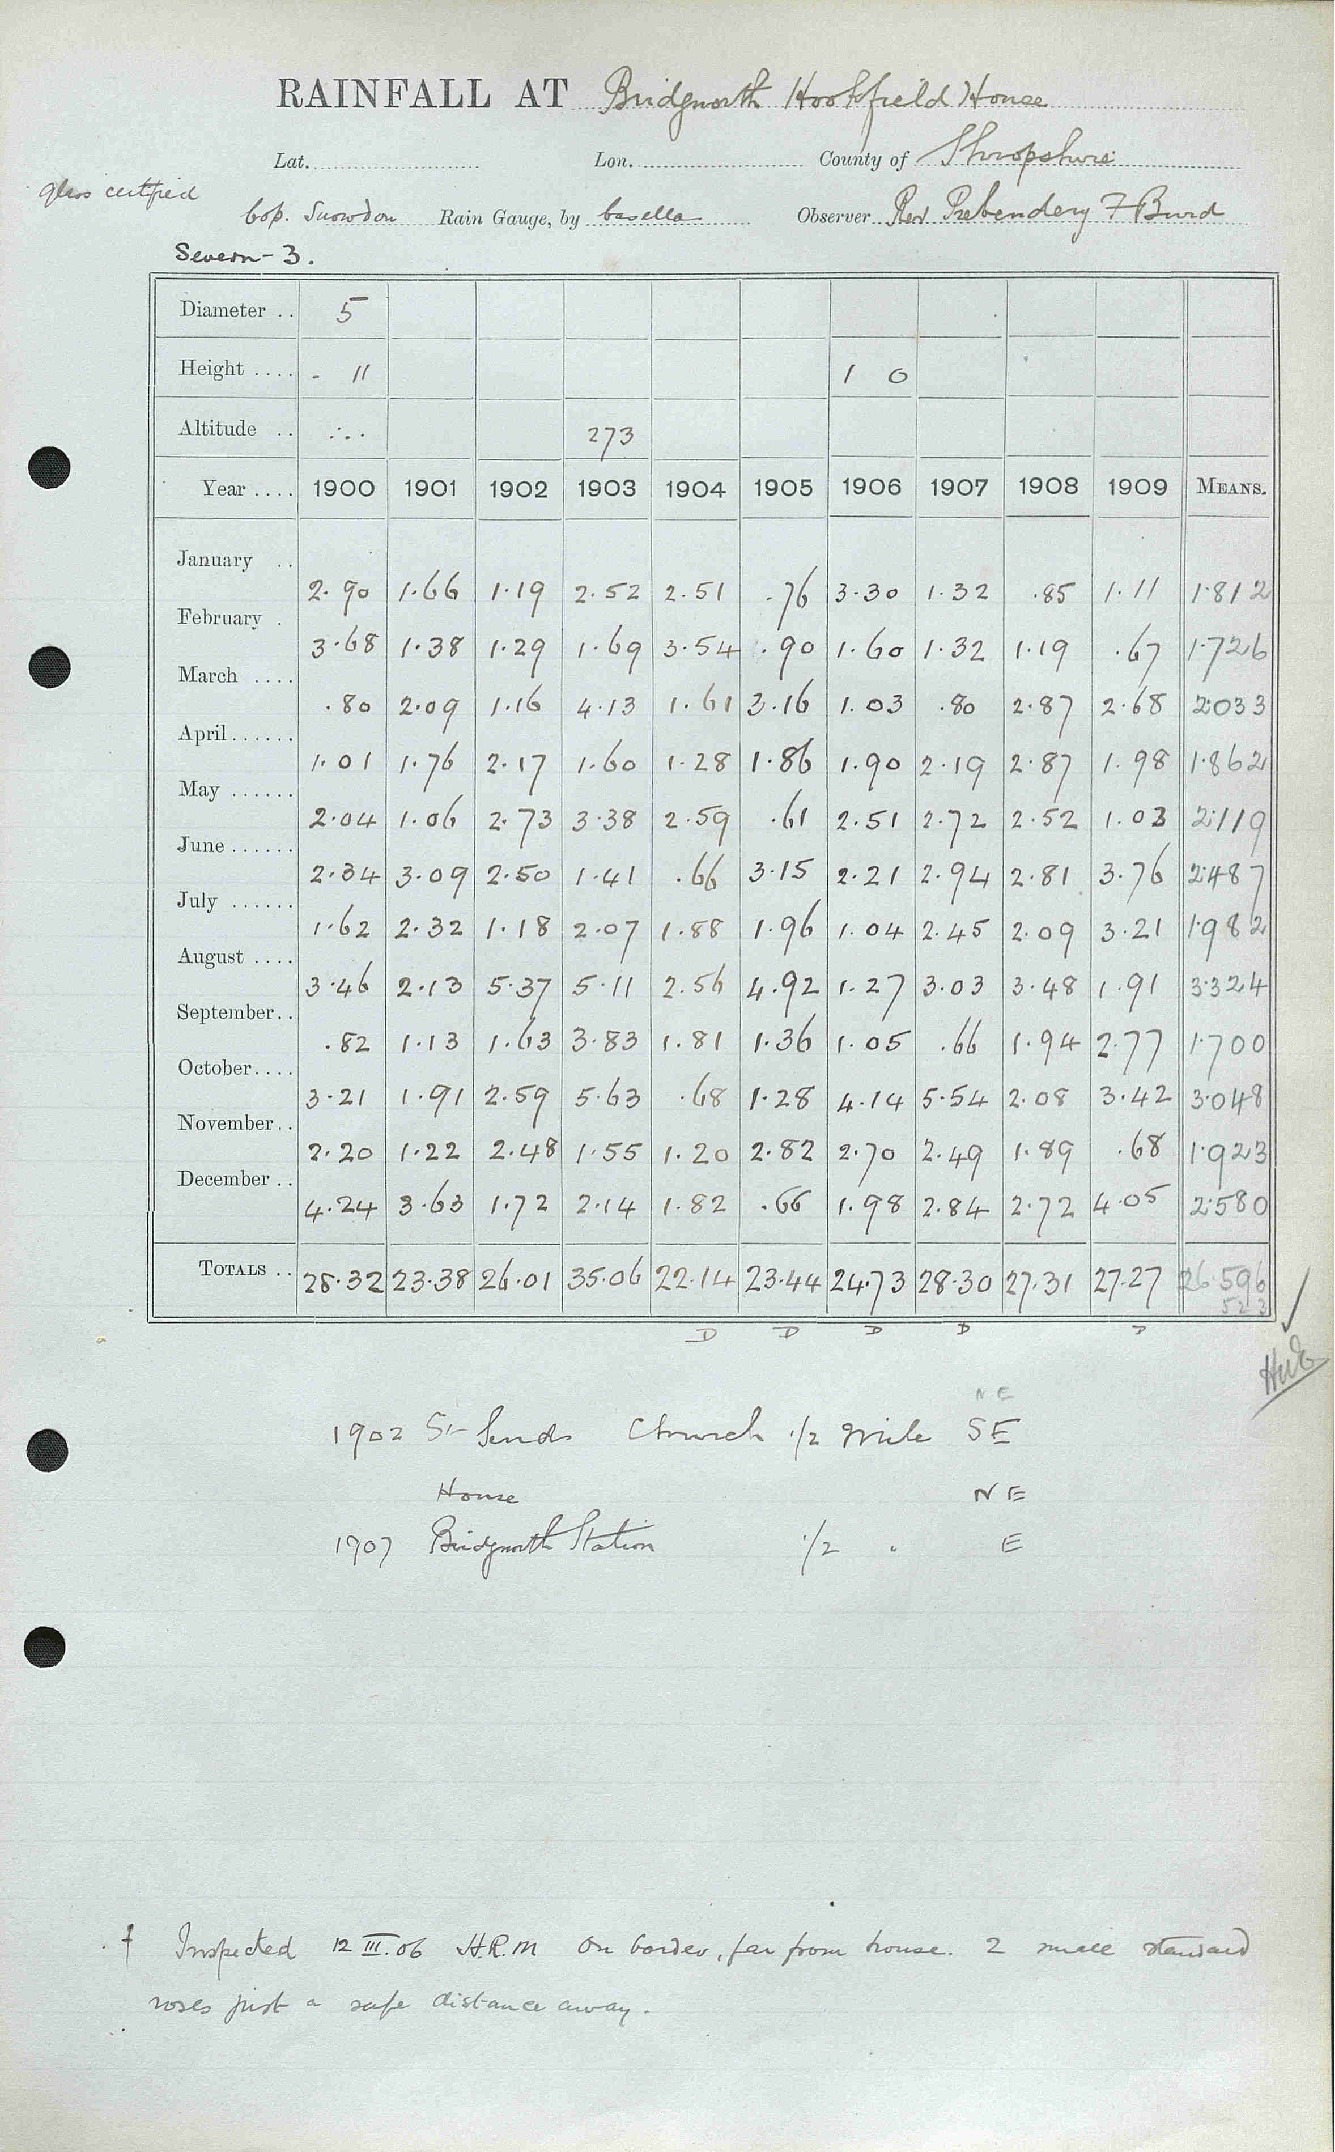 RAINFALL AT Bridgnorth Hookfield House
Lat. Lon. County of Shropshire
glass certified
Cop. Snowdon Rain Gauge, by Casella Observer Rev Prebendary F Burd
Severn - 3.
Diameter .. 5
Height .... - 11 1 0
Altitude .. ... 273
Year .... 1900 1901 1902 1903 1904 1905 1906 1907 1908 1909 MEANS.
January .. 2.90 1.66 1.19 2.52 2.51 .76 3.30 1.32 .85 1.11 1.812
February . 3.68 1.38 1.29 1.69 3.54 .90 1.60 1.32 1.19 .67 1.726
March .... .80 2.09 1.16 4.13 1.61 3.16 1.03 .80 2.87 2.68 2.033
April...... 1.01 1.76 2.17 1.60 1.28 1.86 1.90 2.19 2.87 1.98 1.862
May ...... 2.04 1.06 2.73 3.38 2.59 .61 2.51 2.72 2.52 1.03 2.119
June ...... 2.34 3.09 2.50 1.41 .66 3.15 2.21 2.94 2.81 3.76 2.487
July ...... 1.62 2.32 1.18 2.07 1.88 1.96 1.04 2.45 2.09 3.21 1.982
August .... 3.46 2.13 5.37 5.11 2.56 4.92 1.27 3.03 3.48 1.91 3.324
September.. .82 1.13 1.63 3.83 1.81 1.36 1.05 .66 1.94 2.77 1.700
October.... 3.21 1.91 2.59 5.63 .68 1.28 4.14 5.54 2.08 3.42 3.048
November.. 2.20 1.22 2.48 1.55 1.20 2.82 2.70 2.49 1.89 .68 1.923
December .. 4.24 3.63 1.72 2.14 1.82 .66 1.98 2.84 2.72 4.05 2.580
TOTALS .. 28.32 23.38 26.01 35.06 22.14 23.44 24.73 28.30 27.31 27.27 26.596
523
D D D D D
NE
1902 St Church 1/2 Mile SE
House NE
1907 Bridgnorth Station 1/2 " E
f Inspected 12 III.06 H.R.M On border, far from house. 2 small standard
roses just a safe distance away.